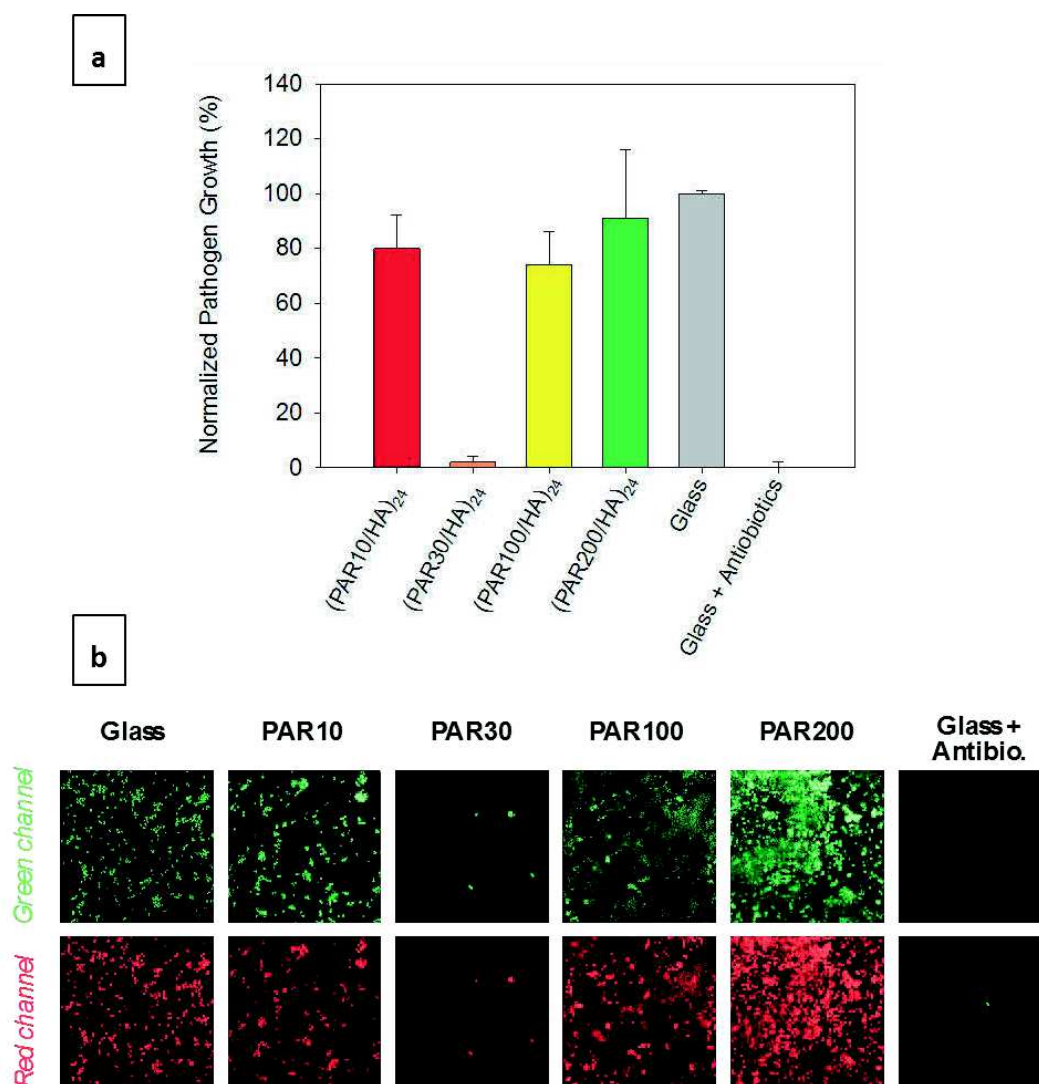 a
Normalized Pathogen Growth (%)
140
120
100
80
60
40
20
0
(PAR10/HA)24
(PAR30/HA)24
(PAR100/HA)24
(PAR200/HA)24
Glass
Glass + Antiobiotics
b
Glass PAR10 PAR30 PAR100 PAR200 Glass +
Antibio.
Green channel
Red channel